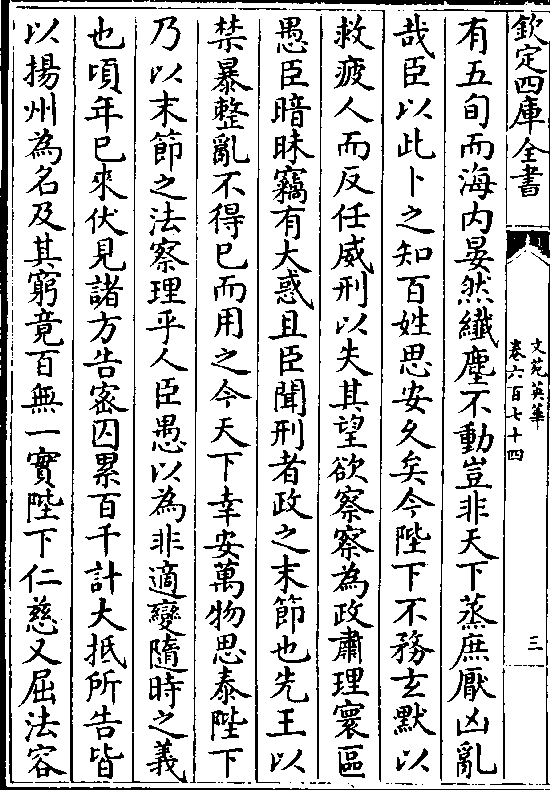 欽定四庫全書
文苑英華
卷六百七十四
三
有五旬而海内晏然纖塵不動豈非天下蒸庶厭凶亂
哉臣以此卜之知百姓思安久矣今陛下不務玄默以
救疲人而反任威刑以失其望欲察察為政肅理寰區
愚臣暗昧竊有大惑且臣聞刑者政之末節也先王以
禁暴整亂不得已而用之今天下幸安萬物思泰陛下
乃以末節之法察理乎人臣愚以為非適變隨時之義
也頃年已來伏見諸方告宻囚累百千計大抵所告皆
以揚州為名及其窮竟百無一實陛下仁慈又屈法容